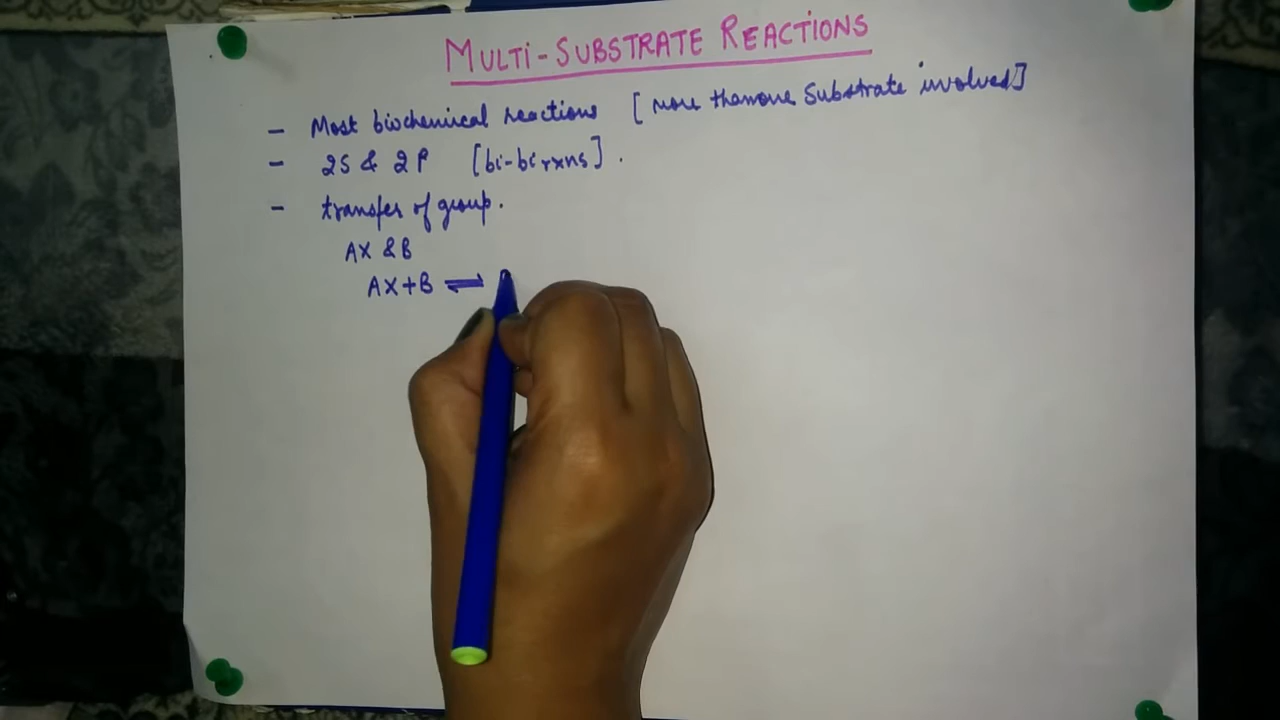 MULTI-SUBSTRATE REACTIONS
- Most biochemical reactions [more than one Substrate involved]
- 2S & 2P [bi-bi rxns].
- transfer of group.
AX & B
AX+B ⇌